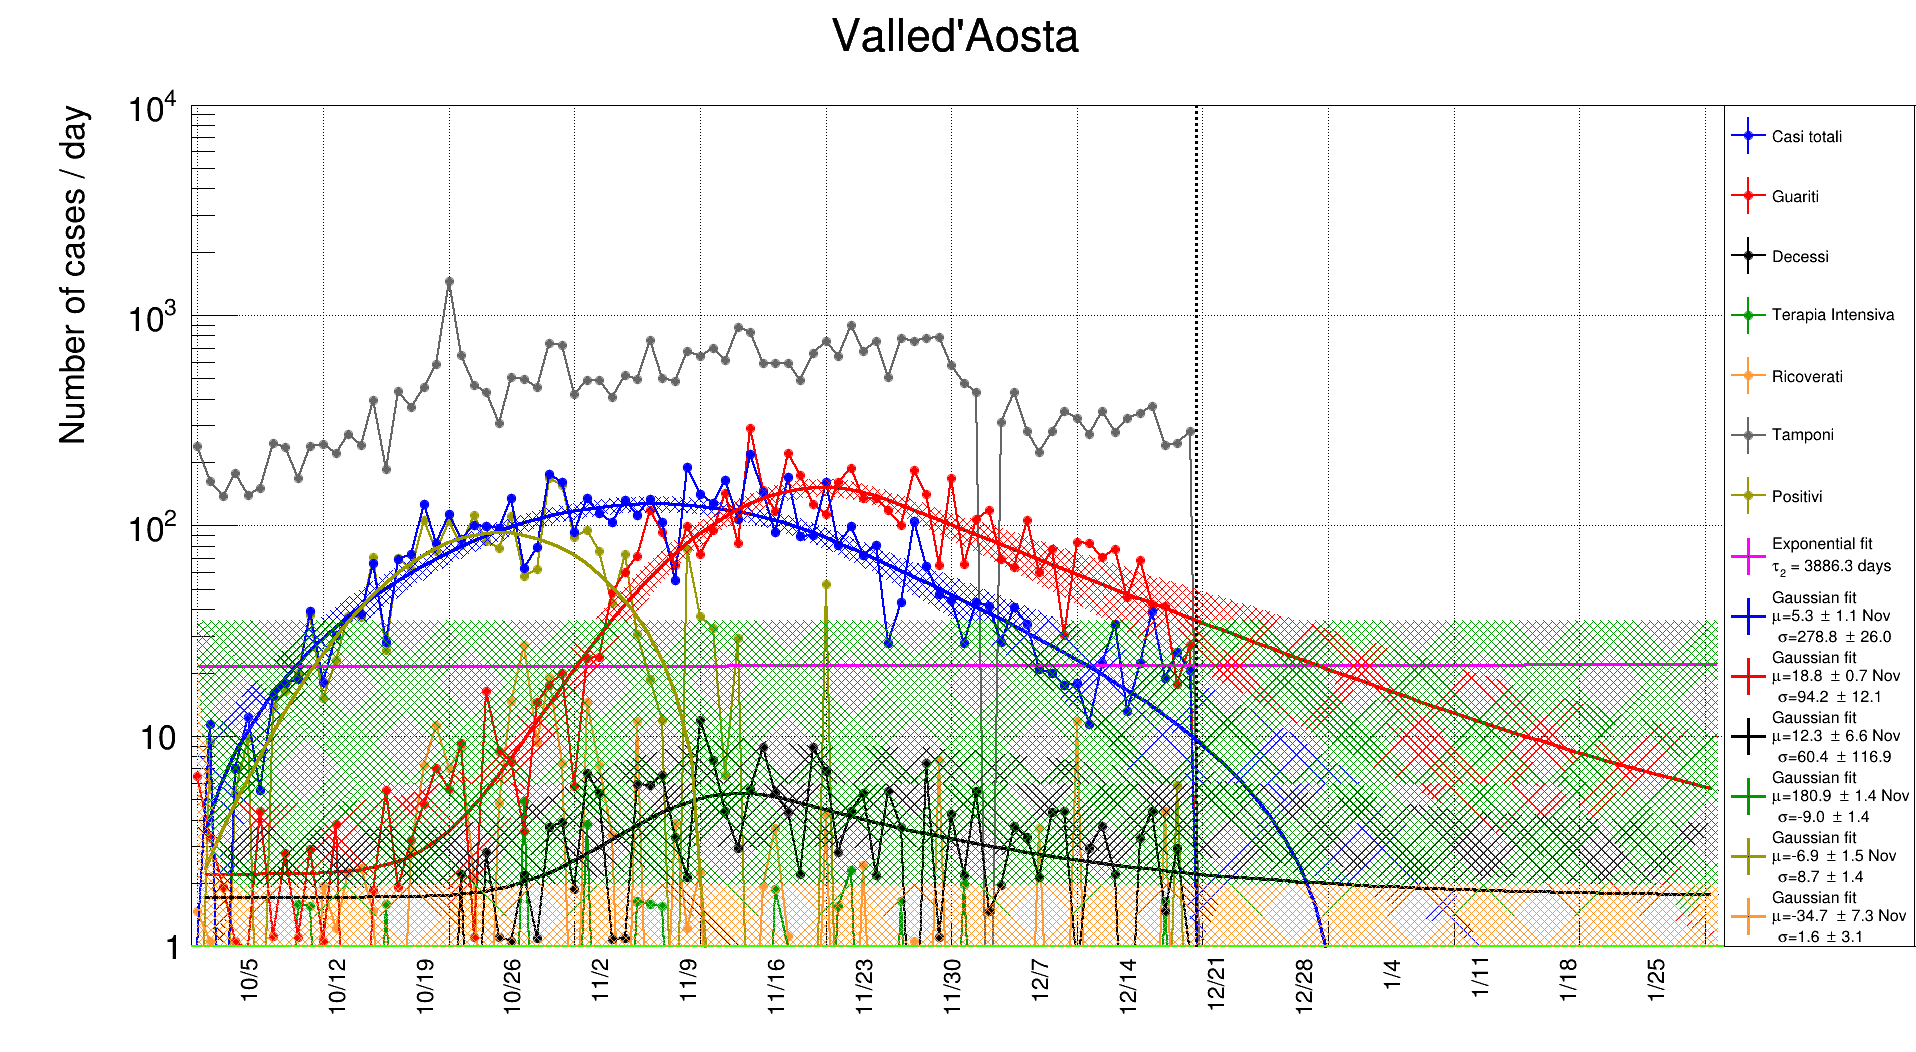 Valled'Aosta
Number of cases / day
10⁴
10³
10²
10
1
10/5
10/12
10/19
10/26
11/2
11/9
11/16
11/23
11/30
12/7
12/14
12/21
12/28
1/4
1/11
1/18
1/25
Casi totali
Guariti
Decessi
Terapia Intensiva
Ricoverati
Tamponi
Positivi
Exponential fit
τ₂ = 3886.3 days
Gaussian fit
μ=5.3 ± 1.1 Nov
σ=278.8 ± 26.0
Gaussian fit
μ=18.8 ± 0.7 Nov
σ=94.2 ± 12.1
Gaussian fit
μ=12.3 ± 6.6 Nov
σ=60.4 ± 116.9
Gaussian fit
μ=180.9 ± 1.4 Nov
σ=-9.0 ± 1.4
Gaussian fit
μ=-6.9 ± 1.5 Nov
σ=8.7 ± 1.4
Gaussian fit
μ=-34.7 ± 7.3 Nov
σ=1.6 ± 3.1